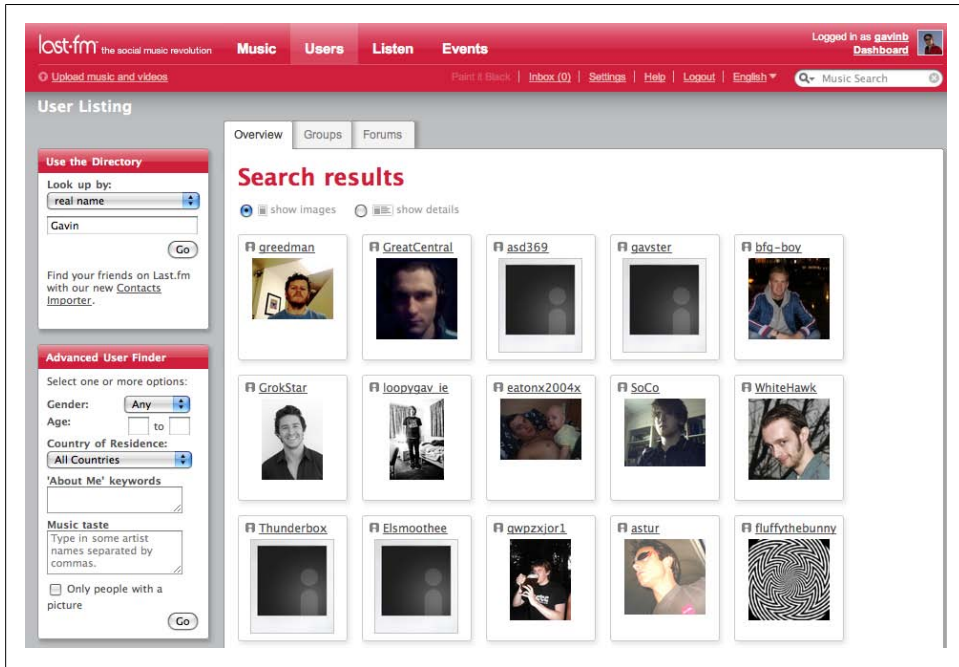 last·fm the social music revolution
Music Users Listen Events
Logged in as gavinb
Dashboard
Upload music and videos
Paint it Black | Inbox (0) | Settings | Help | Logout | English
Music Search
User Listing
Overview Groups Forums
Use the Directory
Look up by:
real name
Gavin
Go
Find your friends on Last.fm
with our new Contacts
Importer.
Advanced User Finder
Select one or more options:
Gender: Any
Age: to
Country of Residence:
All Countries
'About Me' keywords
Music taste
Type in some artist
names separated by
commas.
Only people with a
picture
Go
Search results
show images show details
greedman GreatCentral asd369 gavster bfg-boy
GrokStar loopygav_ie eatonx2004x SoCo WhiteHawk
Thunderbox Elsmoothee qwpzxjor1 astur fluffythebunny